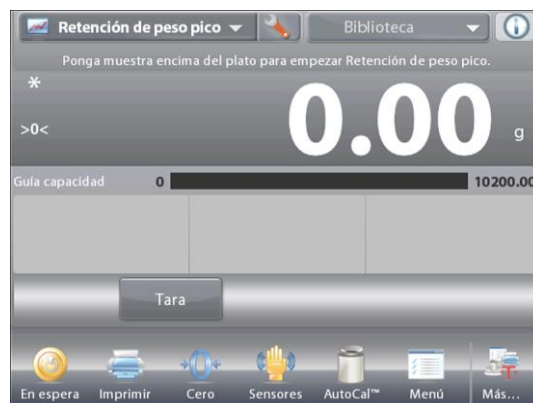 Retención de peso pico
Biblioteca
Ponga muestra encima del plato para empezar Retención de peso pico.
*
>0<
0.00 g
Guía capacidad 0 10200.00
Tara
En espera Imprimir Cero Sensores AutoCal™ Menú Más...